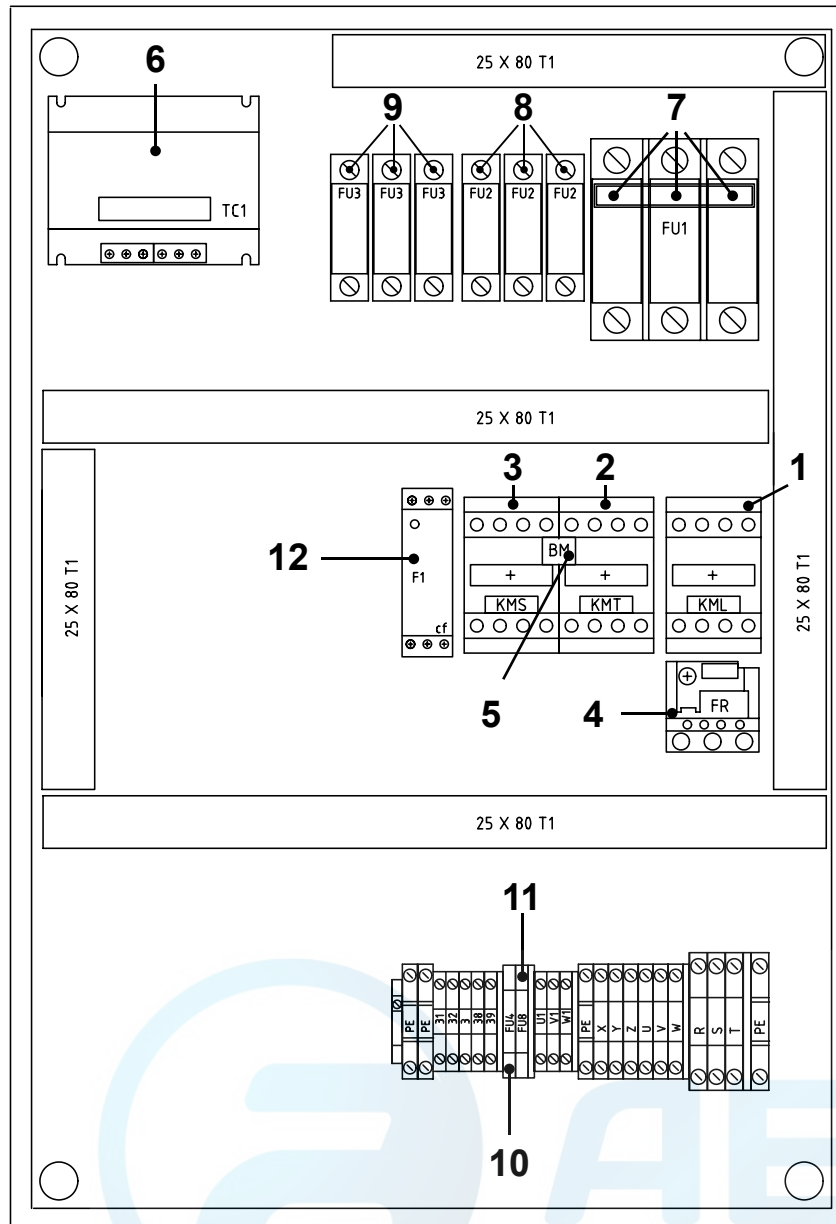 25 X 80 T1
6
9
8
7
TC1
FU3
FU3
FU3
FU2
FU2
FU2
FU1
25 X 80 T1
25 X 80 T1
25 X 80 T1
3
2
1
12
F1
cf
BM
+
+
+
KMS
KMT
KML
5
4
FR
25 X 80 T1
11
PE
PE
31
32
3
38
39
FU4
FU8
U1
V1
W1
PE
X
Y
Z
U
V
W
R
S
T
PE
10
AE